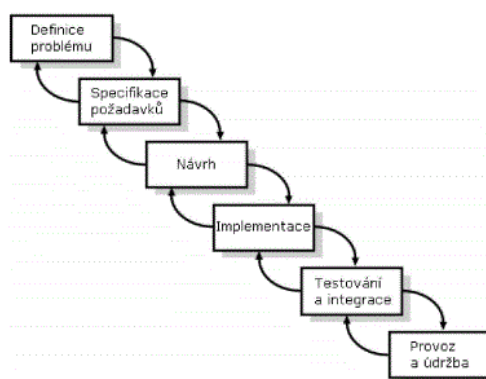 Definice
problému
Specifikace
požadavků
Návrh
Implementace
Testování
a integrace
Provoz
a údržba